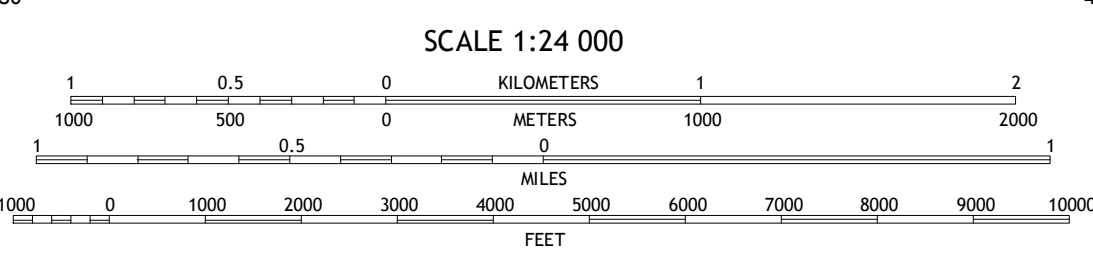 SCALE 1:24 000
1 0.5 0 KILOMETERS 1 2
1000 500 0 METERS 1000 2000
1 0.5 0 1
MILES
1000 0 1000 2000 3000 4000 5000 6000 7000 8000 9000 10000
FEET